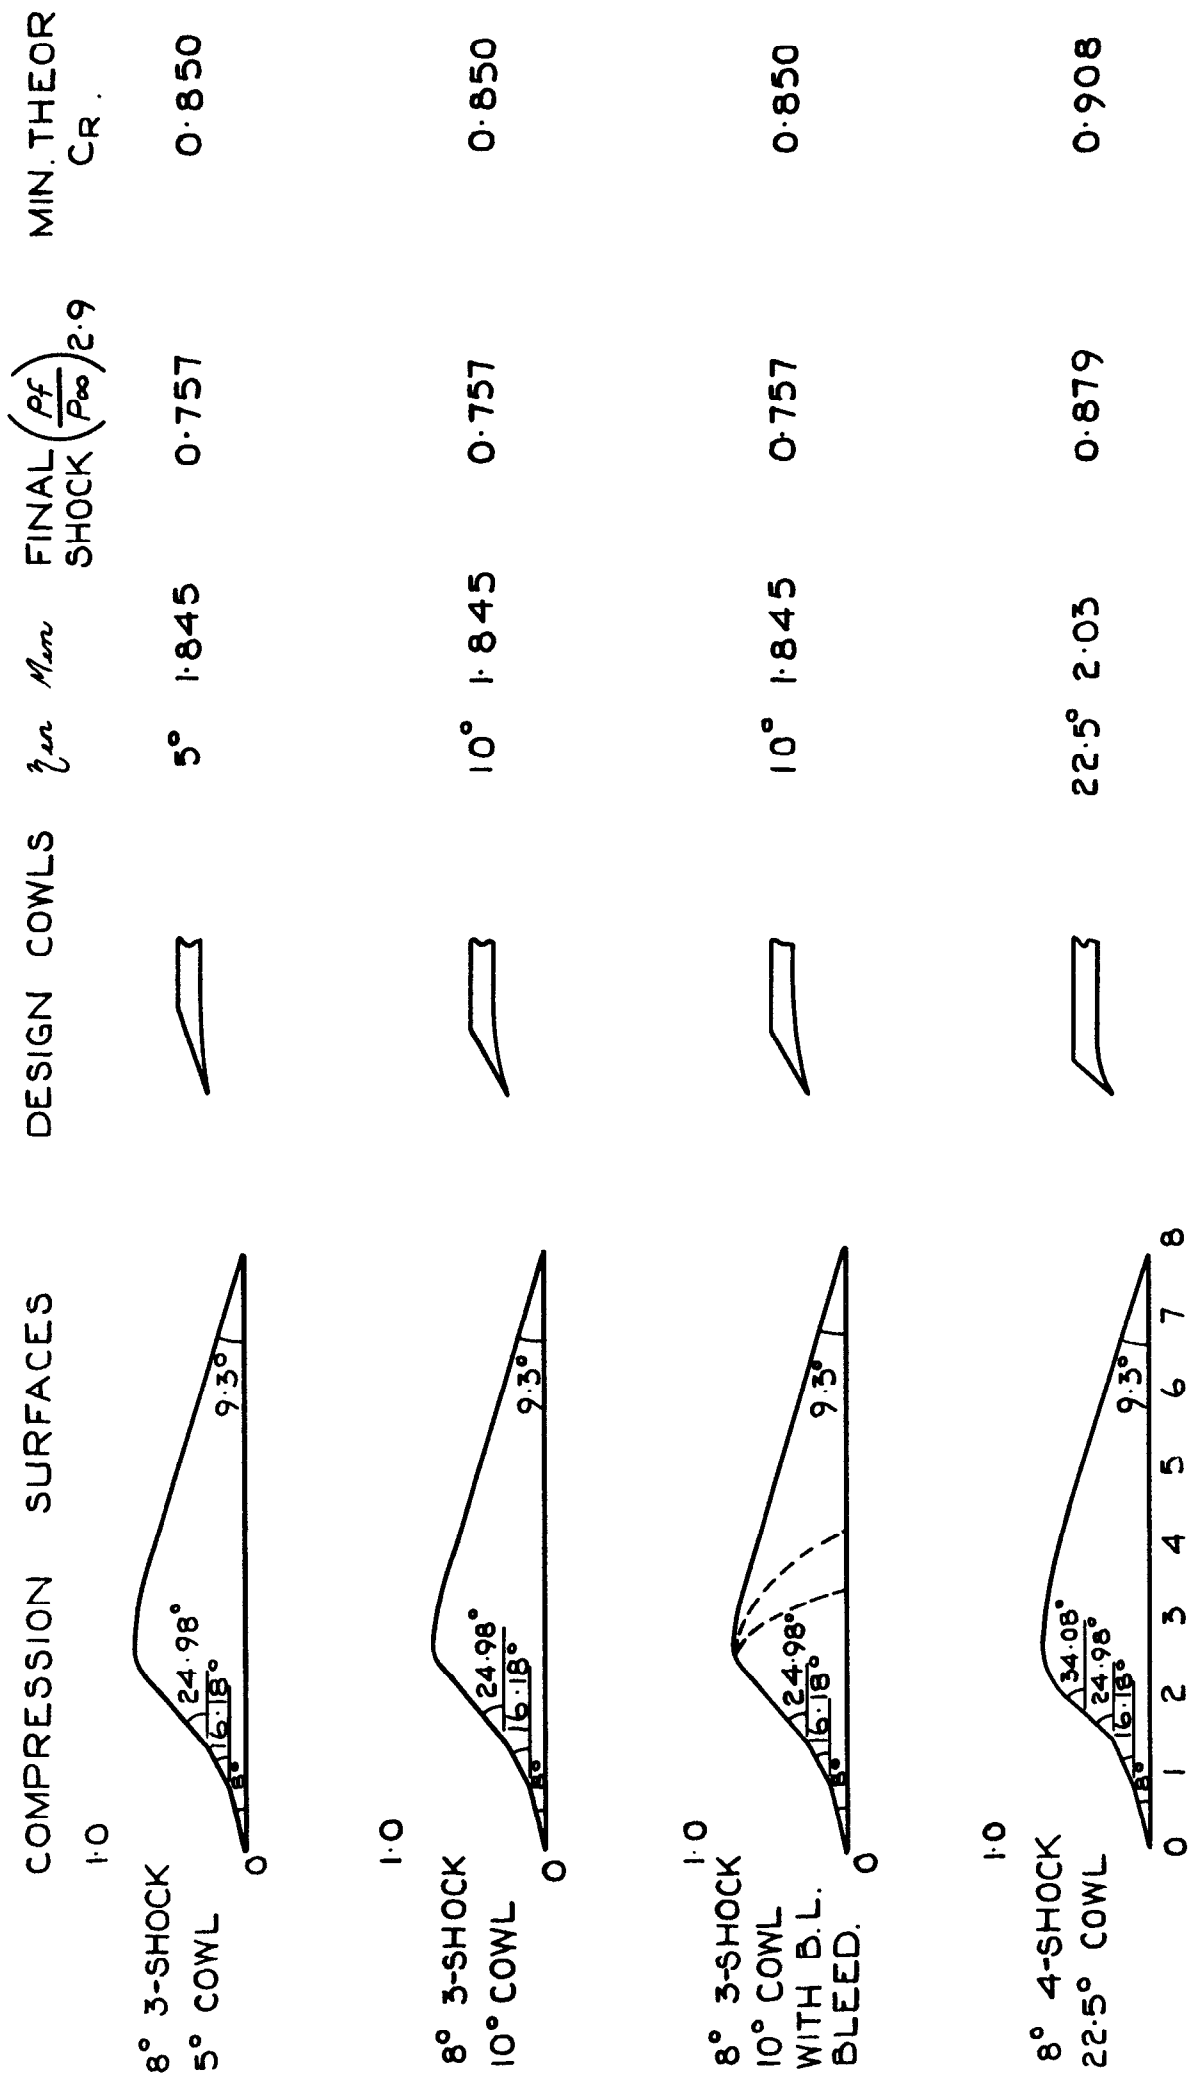 COMPRESSION SURFACES DESIGN COWLS ηen Men FINAL SHOCK (Pf/P∞)2·9 MIN. THEOR CR.
8° 3-SHOCK
5° COWL
1·0
0
8°
16·18°
24·98°
9·3°
5° 1·845 0·757 0·850
8° 3-SHOCK
10° COWL
1·0
0
8°
16·18°
24·98°
9·3°
10° 1·845 0·757 0·850
8° 3-SHOCK
10° COWL
WITH B.L.
BLEED.
1·0
0
8°
16·18°
24·98°
9·3°
10° 1·845 0·757 0·850
8° 4-SHOCK
22·5° COWL
1·0
8°
16·18°
24·98°
34·08°
9·3°
22·5° 2·03 0·879 0·908
0 1 2 3 4 5 6 7 8